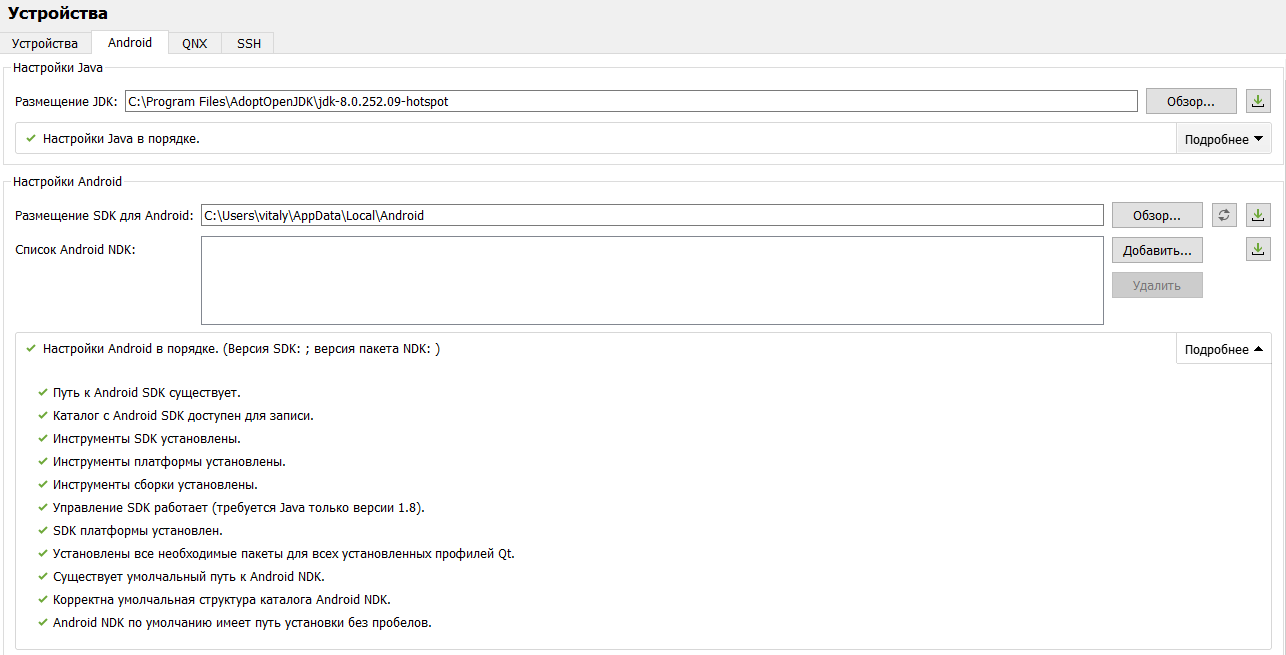 Устройства
Устройства Android QNX SSH
Настройки Java
Размещение JDK: C:\Program Files\AdoptOpenJDK\jdk-8.0.252.09-hotspot Обзор...
Настройки Java в порядке. Подробнее
Настройки Android
Размещение SDK для Android: C:\Users\vitaly\AppData\Local\Android Обзор...
Список Android NDK: Добавить...
Удалить
Настройки Android в порядке. (Версия SDK: ; версия пакета NDK: ) Подробнее
Путь к Android SDK существует.
Каталог с Android SDK доступен для записи.
Инструменты SDK установлены.
Инструменты платформы установлены.
Инструменты сборки установлены.
Управление SDK работает (требуется Java только версии 1.8).
SDK платформы установлен.
Установлены все необходимые пакеты для всех установленных профилей Qt.
Существует умолчальный путь к Android NDK.
Корректна умолчальная структура каталога Android NDK.
Android NDK по умолчанию имеет путь установки без пробелов.